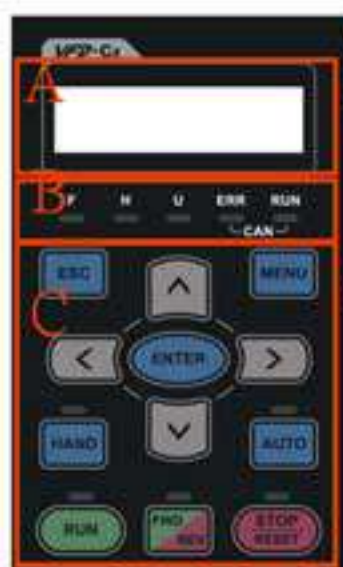 A
B
F H U ERR RUN
CAN
C
ESC MENU
ENTER
HAND AUTO
RUN FWD REV STOP RESET